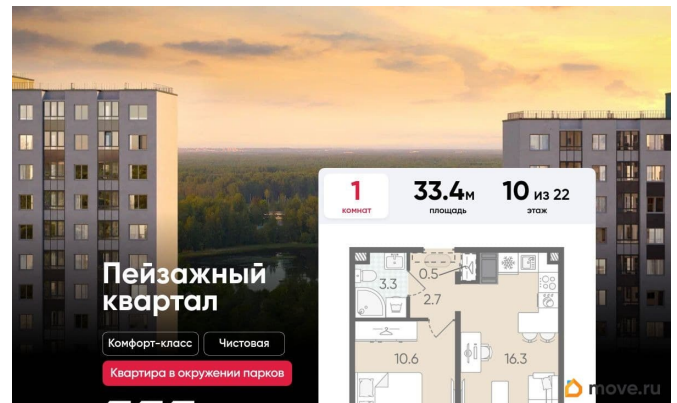 1
комнат
33.4м
площадь
10 из 22
этаж
Пейзажный
квартал
Комфорт-класс
Чистовая
Квартира в окружении парков
3.3
0.5
2.7
10.6
16.3
move.ru